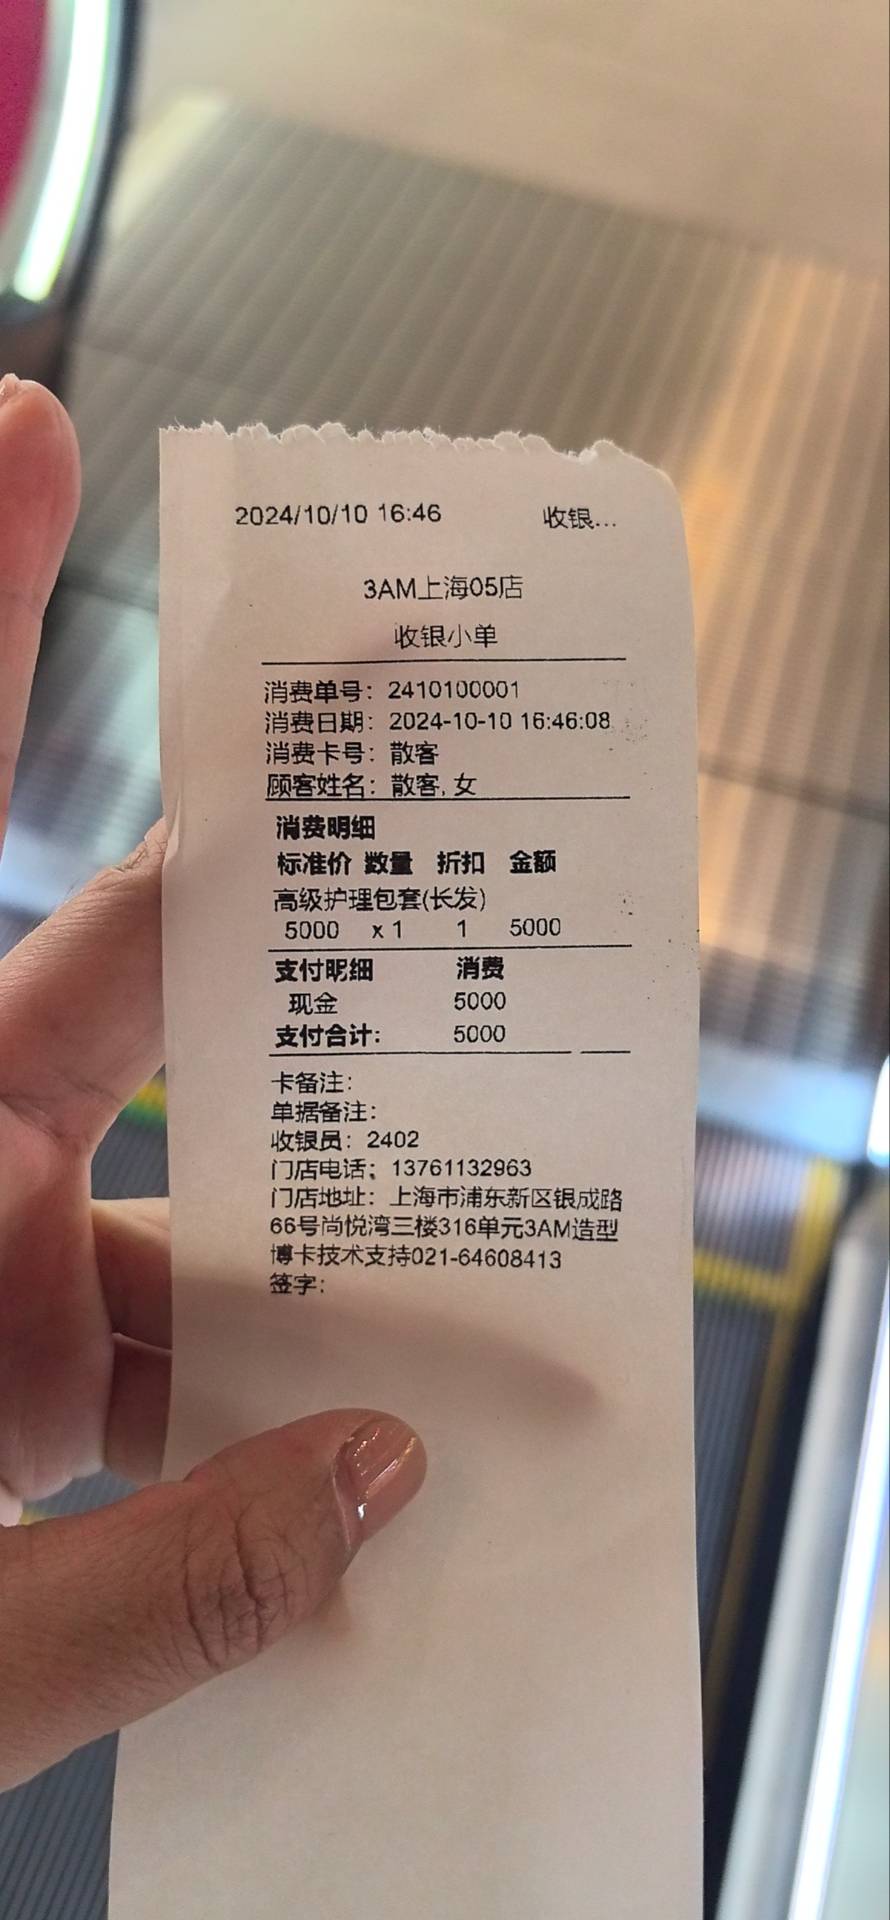 2024/10/10 16:46 收银...
3AM上海05店
收银小单
消费单号：2410100001
消费日期：2024-10-10 16:46:08
消费卡号：散客
顾客姓名：散客,女
消费明细
标准价 数量 折扣 金额
高级护理包套(长发)
5000 x 1 1 5000
支付明细 消费
现金 5000
支付合计： 5000
卡备注：
单据备注：
收银员：2402
门店电话：13761132963
门店地址：上海市浦东新区银成路
66号尚悦湾三楼316单元3AM造型
博卡技术支持021-64608413
签字：